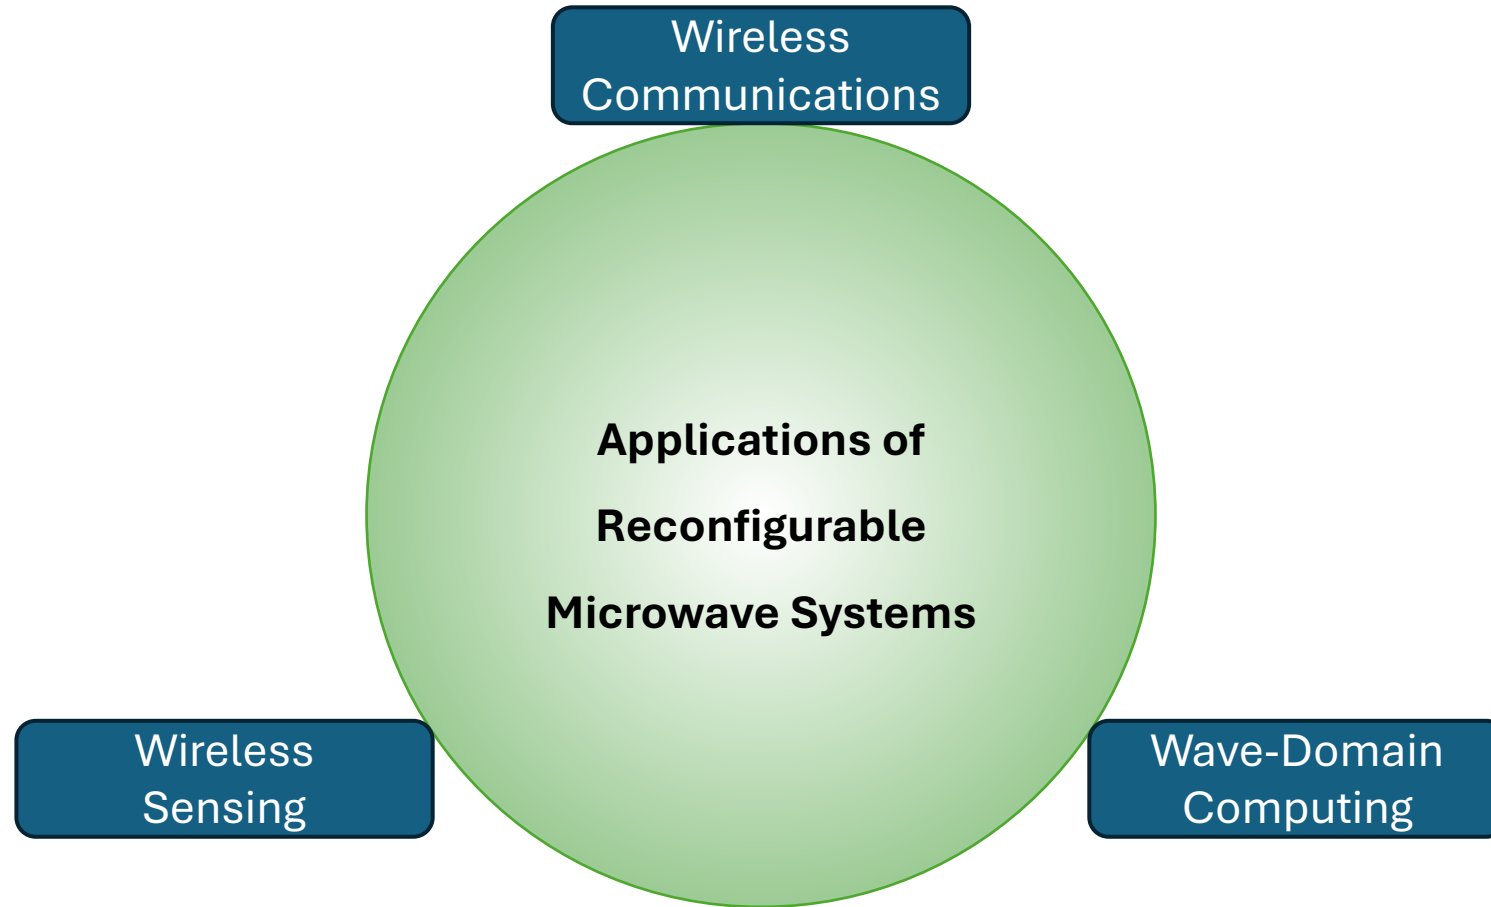 Wireless
Communications
Applications of
Reconfigurable
Microwave Systems
Wireless
Sensing
Wave-Domain
Computing